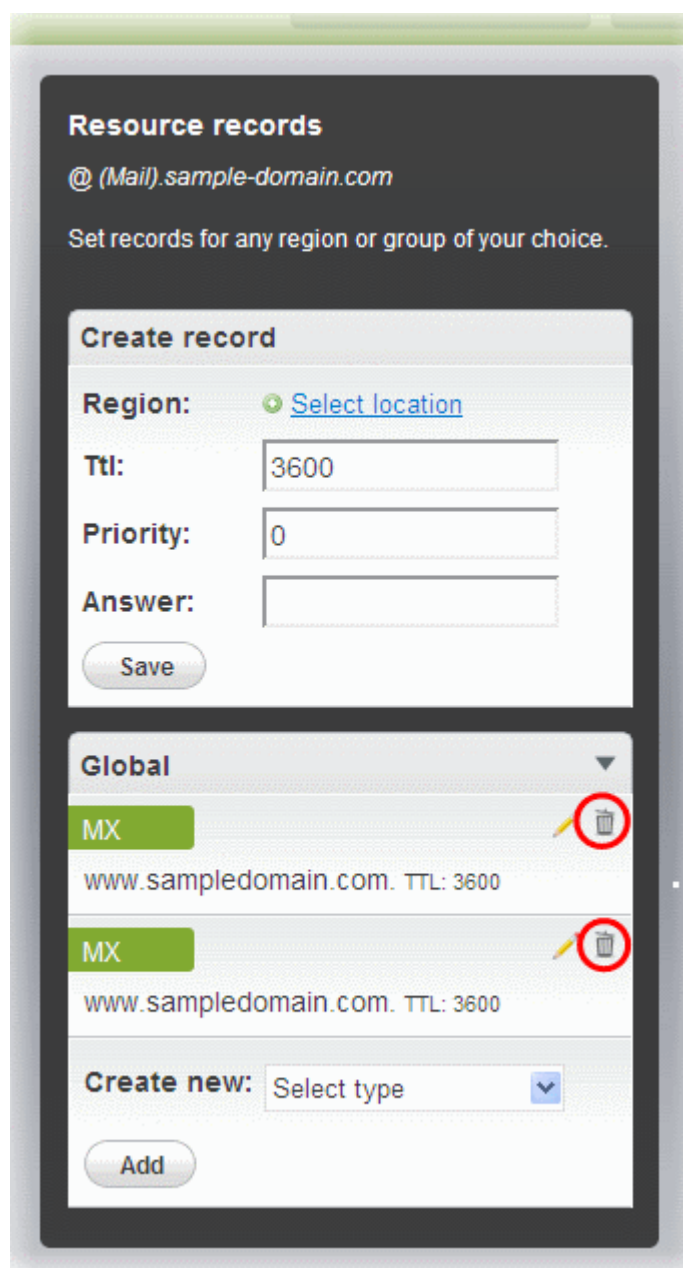 Resource records
@ (Mail).sample-domain.com
Set records for any region or group of your choice.
Create record
Region: Select location
Ttl: 3600
Priority: 0
Answer:
Save
Global
MX
www.sampledomain.com. TTL: 3600
MX
www.sampledomain.com. TTL: 3600
Create new: Select type
Add